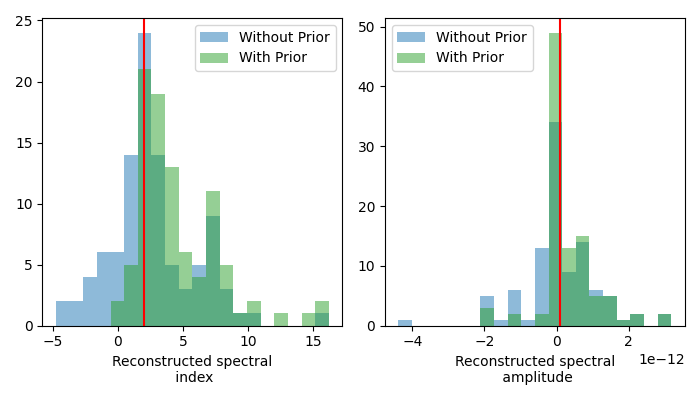 25
20
15
10
5
0
−5
0
5
10
15
Reconstructed spectral
index
Without Prior
With Prior
50
40
30
20
10
0
−4
−2
0
2
1e−12
Reconstructed spectral
amplitude
Without Prior
With Prior